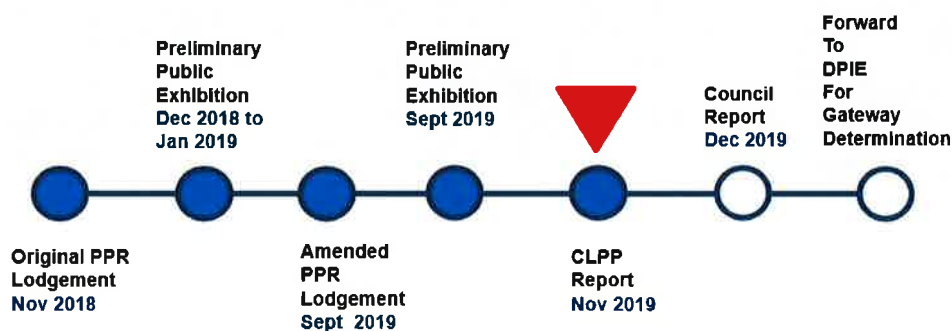 Original PPR
Lodgement
Nov 2018
Preliminary
Public
Exhibition
Dec 2018 to
Jan 2019
Amended
PPR
Lodgement
Sept 2019
Preliminary
Public
Exhibition
Sept 2019
CLPP
Report
Nov 2019
Council
Report
Dec 2019
Forward
To
DPIE
For
Gateway
Determination